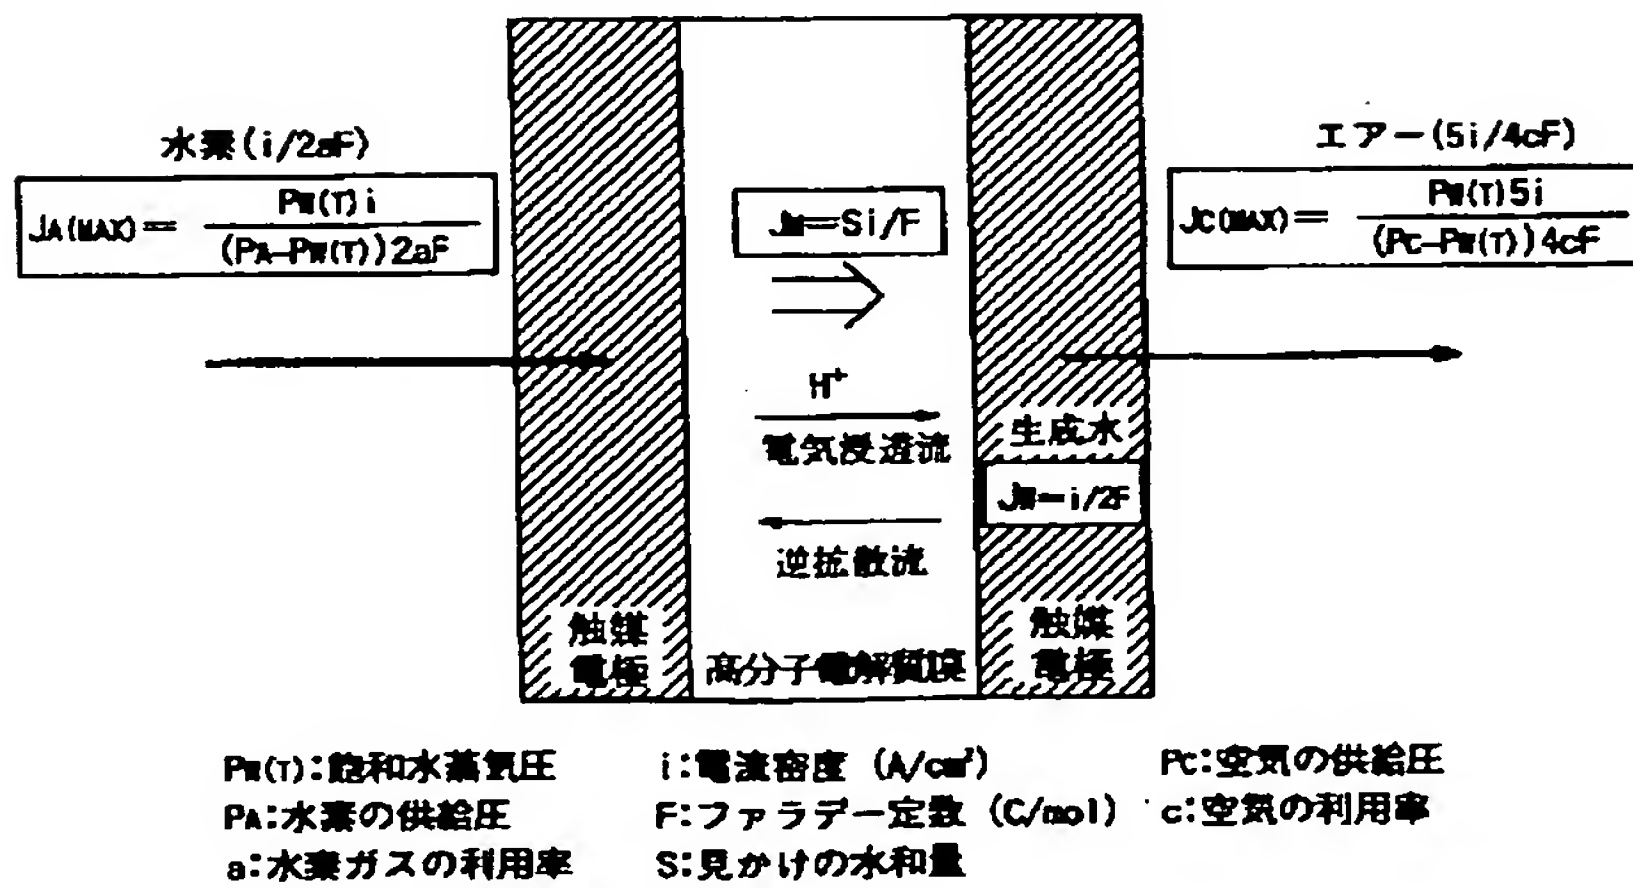 水素(i/2aF)
JA(MAX)= PW(T)i
(PA-PW(T))2aF
JM=Si/F
エアー(5i/4cF)
JC(MAX)= PW(T)5i
(PC-PW(T))4cF
H+
電気浸透流
生成水
JW=i/2F
逆拡散流
触媒
電極
高分子電解質膜
触媒
電極
PW(T):飽和水蒸気圧
i:電流密度 (A/cm²)
PC:空気の供給圧
PA:水素の供給圧
F:ファラデー定数 (C/mol)
c:空気の利用率
a:水素ガスの利用率
S:見かけの水和量